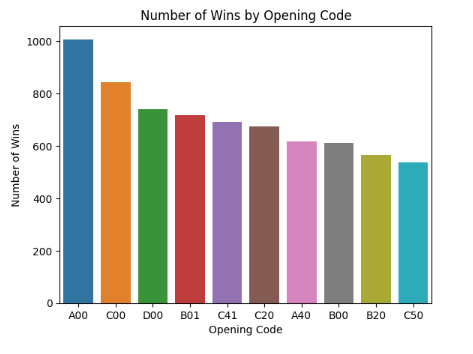 Number of Wins by Opening Code
1000
800
600
400
200
0
Number of Wins
A00 C00 D00 B01 C41 C20 A40 B00 B20 C50
Opening Code